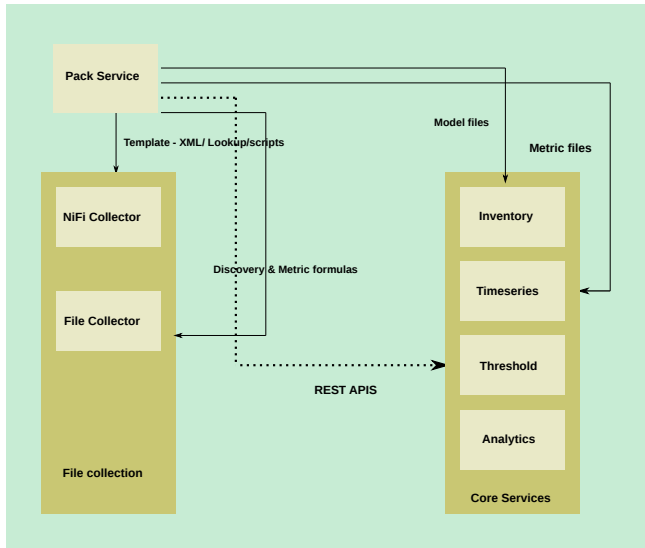 Pack Service
Model files
Template - XML/ Lookup/scripts
Metric files
NiFi Collector
Inventory
Discovery & Metric formulas
Timeseries
File Collector
Threshold
REST APIS
Analytics
File collection
Core Services